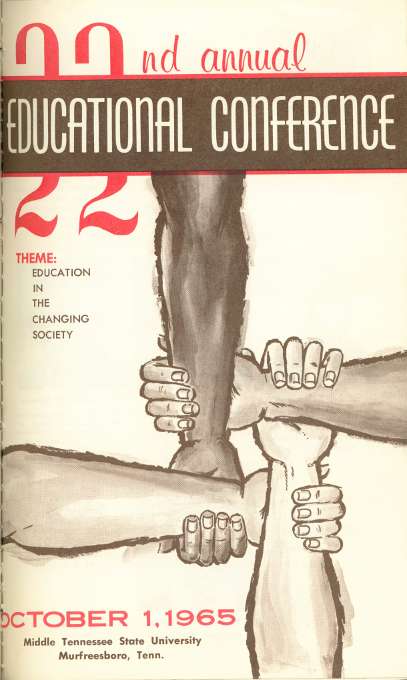 22nd annual
EDUCATIONAL CONFERENCE
THEME:
EDUCATION
IN
THE
CHANGING
SOCIETY
OCTOBER 1, 1965
Middle Tennessee State University
Murfreesboro, Tenn.